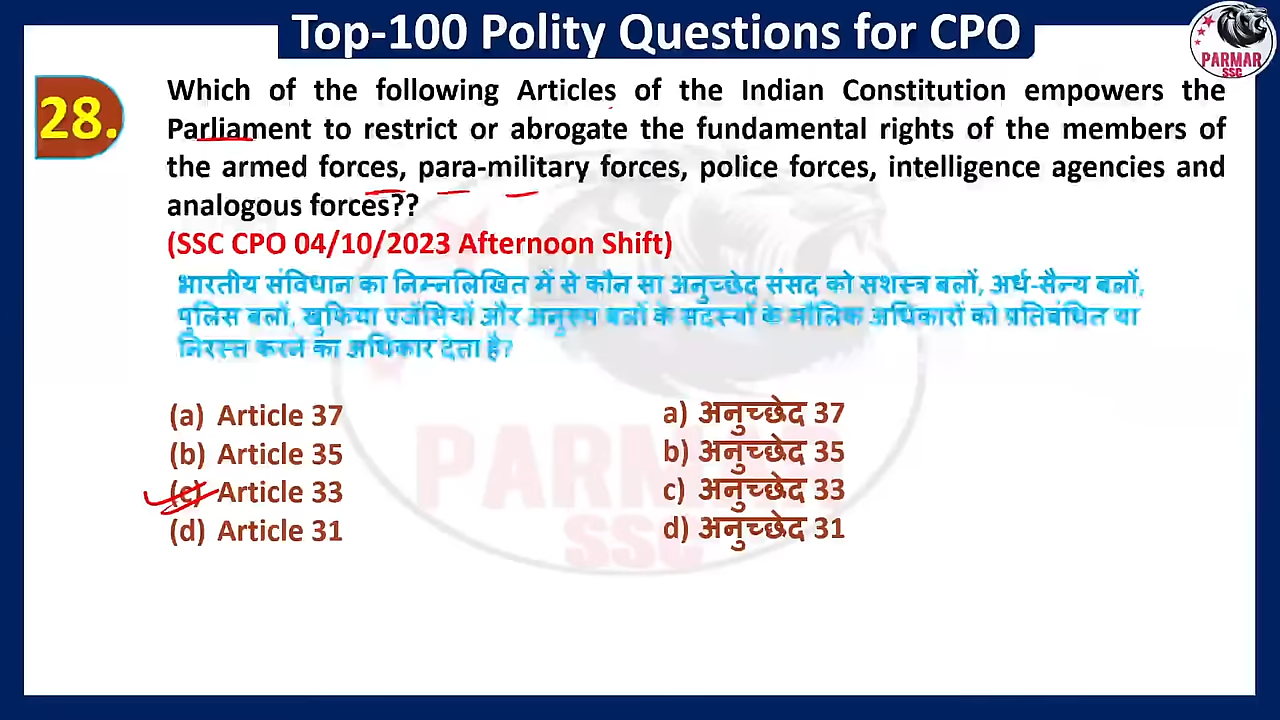 Top-100 Polity Questions for CPO
PARMAR
SSC
28.
Which of the following Articles of the Indian Constitution empowers the
Parliament to restrict or abrogate the fundamental rights of the members of
the armed forces, para-military forces, police forces, intelligence agencies and
analogous forces??
(SSC CPO 04/10/2023 Afternoon Shift)
भारतीय संविधान का निम्नलिखित में से कौन सा अनुच्छेद संसद को सशस्त्र बलों, अर्ध-सैन्य बलों,
पुलिस बलों, खुफिया एजेंसियों और अनुरूप बलों के सदस्यों के मौलिक अधिकारों को प्रतिबंधित या
निरस्त करने का अधिकार देता है?
(a) Article 37
(b) Article 35
(c) Article 33
(d) Article 31
a) अनुच्छेद 37
b) अनुच्छेद 35
c) अनुच्छेद 33
d) अनुच्छेद 31
PARMAR
SSC